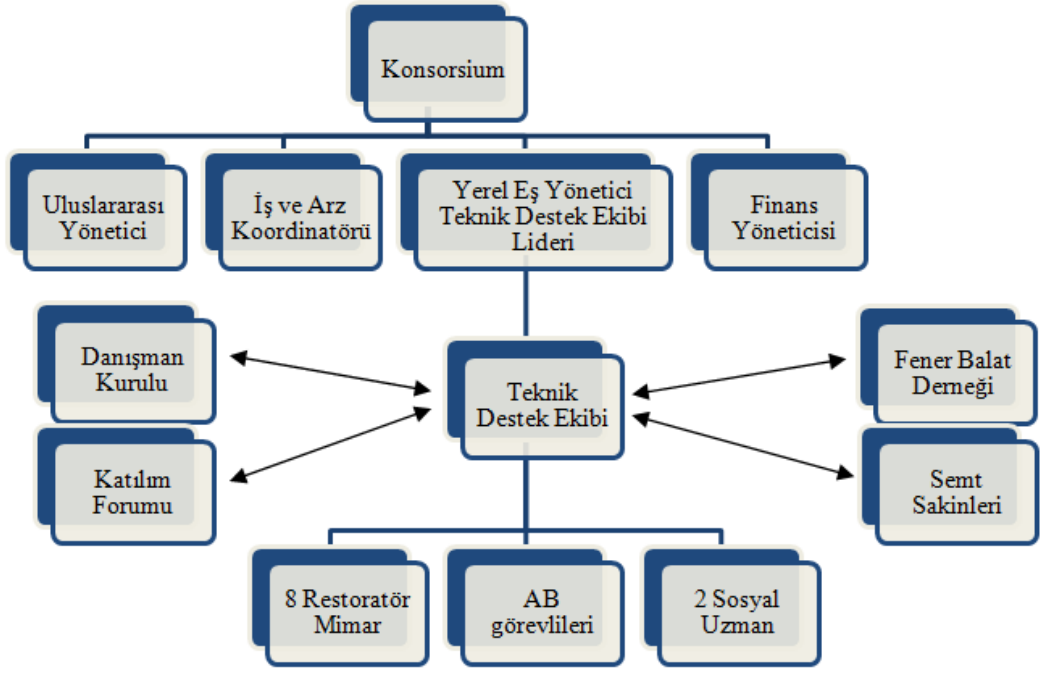 Konsorsium
Uluslararası
Yönetici
İş ve Arz
Koordinatörü
Yerel Eş Yönetici
Teknik Destek Ekibi
Lideri
Finans
Yöneticisi
Danışman
Kurulu
Teknik
Destek Ekibi
Fener Balat
Derneği
Katılım
Forumu
Semt
Sakinleri
8 Restoratör
Mimar
AB
görevlileri
2 Sosyal
Uzman